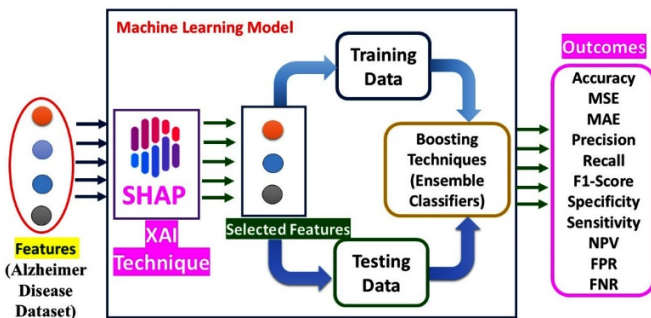 Machine Learning Model
Features
(Alzheimer
Disease
Dataset)
SHAP
XAI
Technique
Selected Features
Training
Data
Testing
Data
Boosting
Techniques
(Ensemble
Classifiers)
Outcomes
Accuracy
MSE
MAE
Precision
Recall
F1-Score
Specificity
Sensitivity
NPV
FPR
FNR